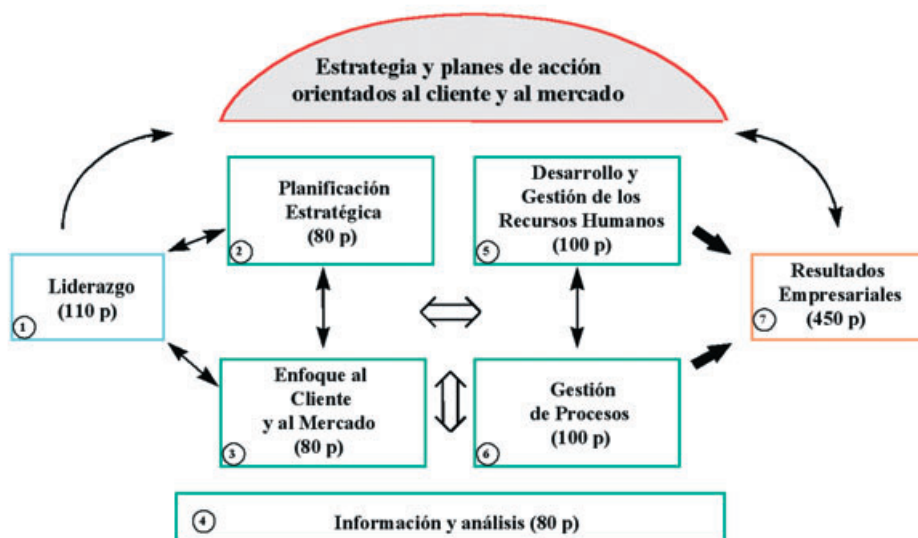 Estrategia y planes de acción
orientados al cliente y al mercado
Planificación
Estratégica
(80 p)
2
Desarrollo y
Gestión de los
Recursos Humanos
(100 p)
5
Liderazgo
(110 p)
1
Resultados
Empresariales
(450 p)
7
Enfoque al
Cliente
y al Mercado
(80 p)
3
Gestión
de Procesos
(100 p)
6
4 Información y análisis (80 p)